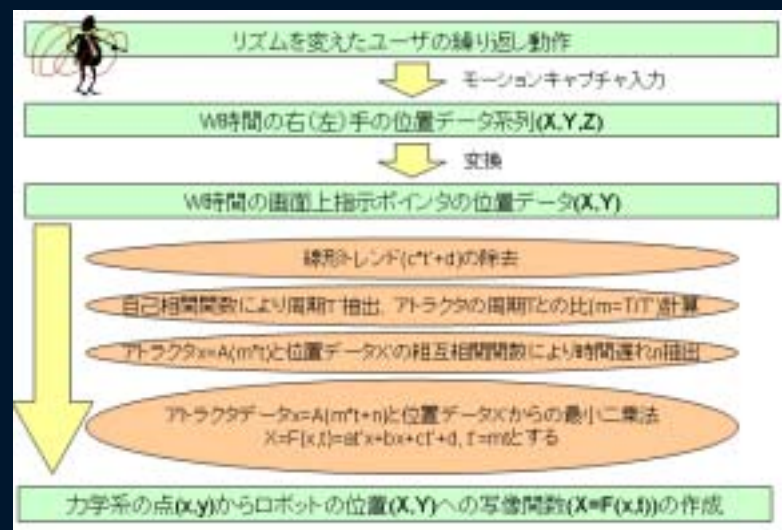 リズムを変えたユーザの繰り返し動作
モーションキャプチャ入力
W時間の右(左)手の位置データ系列(X,Y,Z)
変換
W時間の画面上指示ポインタの位置データ(X,Y)
線形トレンド(c*t'+d)の除去
自己相関関数により周期T'抽出, アトラクタの周期Tとの比(m=T/T')計算
アトラクタx=A(m*t)と位置データX'の相互相関関数により時間遅れn抽出
アトラクタデータx=A(m*t+n)と位置データX'からの最小二乗法
X=F(x,t)=at'x+bx+ct'+d, t'=mtとする
力学系の点(x,y)からロボットの位置(X,Y)への写像関数(X=F(x,t))の作成